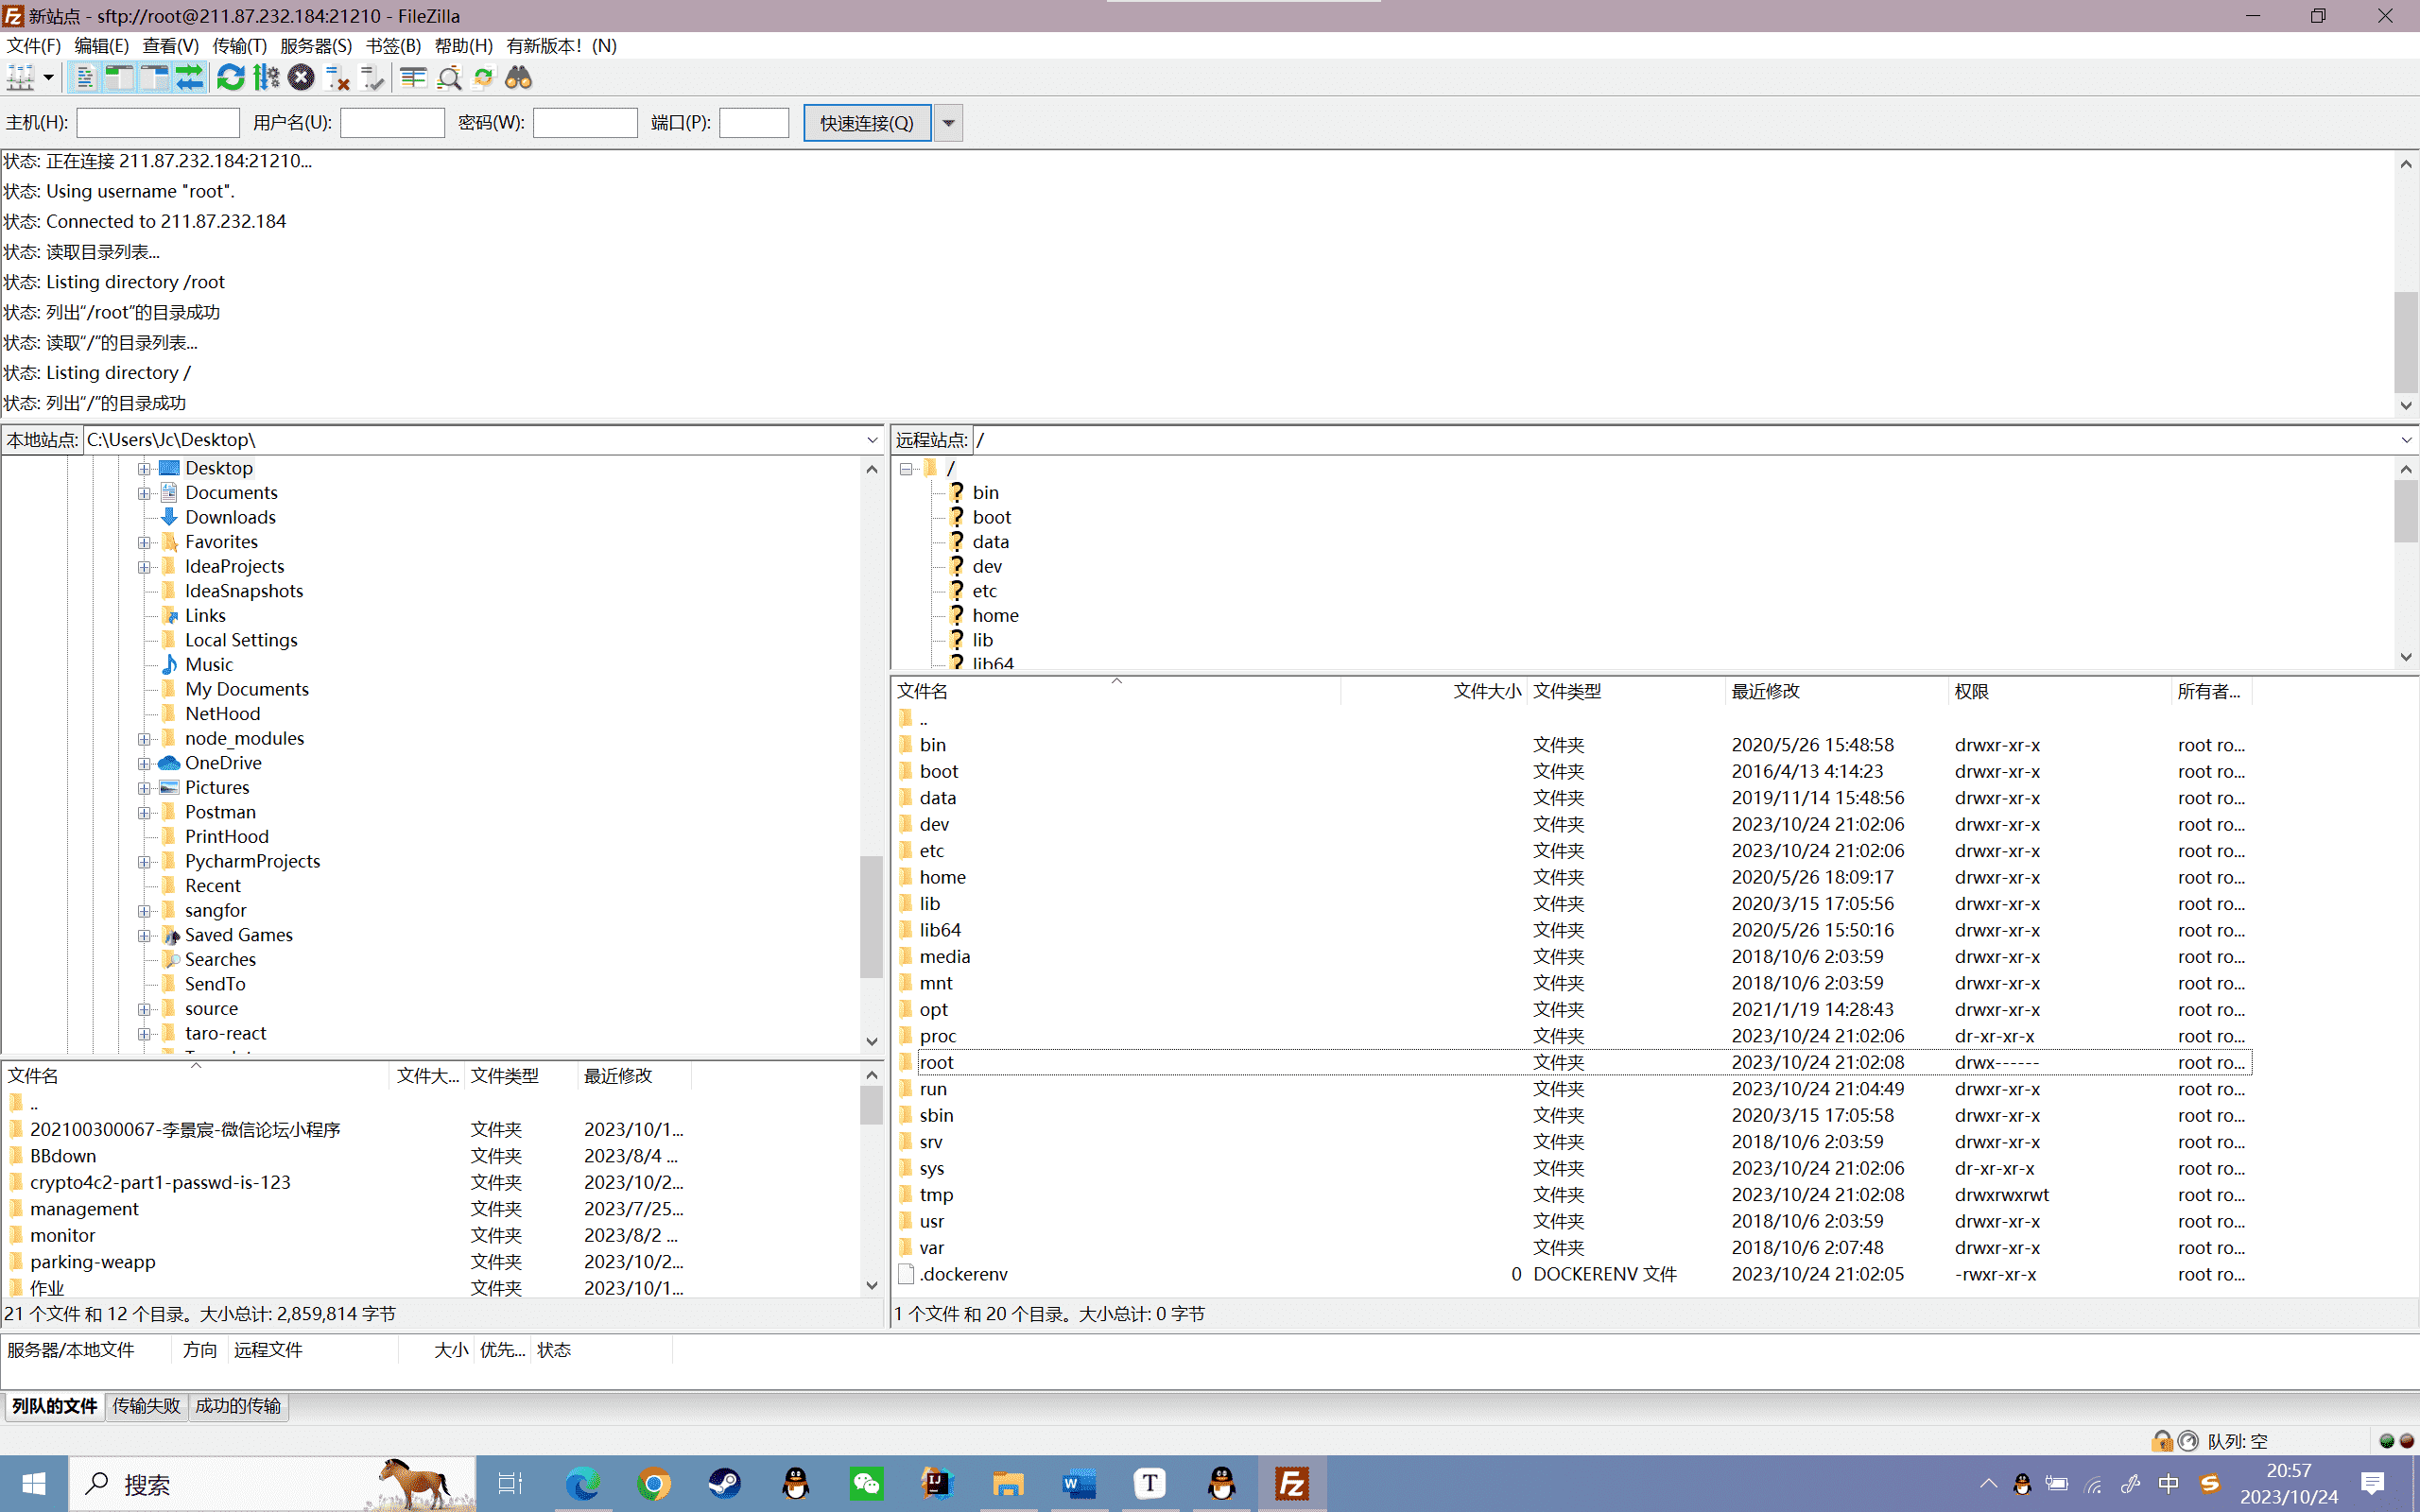 新站点 - sftp://root@211.87.232.184:21210 - FileZilla
文件(F) 编辑(E) 查看(V) 传输(T) 服务器(S) 书签(B) 帮助(H) 有新版本！(N)
主机(H): 用户名(U): 密码(W): 端口(P): 快速连接(Q)
状态: 正在连接 211.87.232.184:21210...
状态: Using username "root".
状态: Connected to 211.87.232.184
状态: 读取目录列表...
状态: Listing directory /root
状态: 列出“/root”的目录成功
状态: 读取“/”的目录列表...
状态: Listing directory /
状态: 列出“/”的目录成功
本地站点: C:\Users\Jc\Desktop\
Desktop
Documents
Downloads
Favorites
IdeaProjects
IdeaSnapshots
Links
Local Settings
Music
My Documents
NetHood
node_modules
OneDrive
Pictures
Postman
PrintHood
PycharmProjects
Recent
sangfor
Saved Games
Searches
SendTo
source
taro-react
文件名 文件大... 文件类型 最近修改
..
202100300067-李景宸-微信论坛小程序 文件夹 2023/10/1...
BBdown 文件夹 2023/8/4 ...
crypto4c2-part1-passwd-is-123 文件夹 2023/10/2...
management 文件夹 2023/7/25...
monitor 文件夹 2023/8/2 ...
parking-weapp 文件夹 2023/10/2...
作业 文件夹 2023/10/1...
21 个文件 和 12 个目录。大小总计: 2,859,814 字节
远程站点: /
/
bin
boot
data
dev
etc
home
lib
lib64
文件名 文件大小 文件类型 最近修改 权限 所有者...
..
bin 文件夹 2020/5/26 15:48:58 drwxr-xr-x root ro...
boot 文件夹 2016/4/13 4:14:23 drwxr-xr-x root ro...
data 文件夹 2019/11/14 15:48:56 drwxr-xr-x root ro...
dev 文件夹 2023/10/24 21:02:06 drwxr-xr-x root ro...
etc 文件夹 2023/10/24 21:02:06 drwxr-xr-x root ro...
home 文件夹 2020/5/26 18:09:17 drwxr-xr-x root ro...
lib 文件夹 2020/3/15 17:05:56 drwxr-xr-x root ro...
lib64 文件夹 2020/5/26 15:50:16 drwxr-xr-x root ro...
media 文件夹 2018/10/6 2:03:59 drwxr-xr-x root ro...
mnt 文件夹 2018/10/6 2:03:59 drwxr-xr-x root ro...
opt 文件夹 2021/1/19 14:28:43 drwxr-xr-x root ro...
proc 文件夹 2023/10/24 21:02:06 dr-xr-xr-x root ro...
root 文件夹 2023/10/24 21:02:08 drwx------ root ro...
run 文件夹 2023/10/24 21:04:49 drwxr-xr-x root ro...
sbin 文件夹 2020/3/15 17:05:58 drwxr-xr-x root ro...
srv 文件夹 2018/10/6 2:03:59 drwxr-xr-x root ro...
sys 文件夹 2023/10/24 21:02:06 dr-xr-xr-x root ro...
tmp 文件夹 2023/10/24 21:02:08 drwxrwxrwt root ro...
usr 文件夹 2018/10/6 2:03:59 drwxr-xr-x root ro...
var 文件夹 2018/10/6 2:07:48 drwxr-xr-x root ro...
.dockerenv 0 DOCKERENV 文件 2023/10/24 21:02:05 -rwxr-xr-x root ro...
1 个文件 和 20 个目录。大小总计: 0 字节
服务器/本地文件 方向 远程文件 大小 优先... 状态
列队的文件 传输失败 成功的传输
队列: 空
搜索
中
20:57
2023/10/24